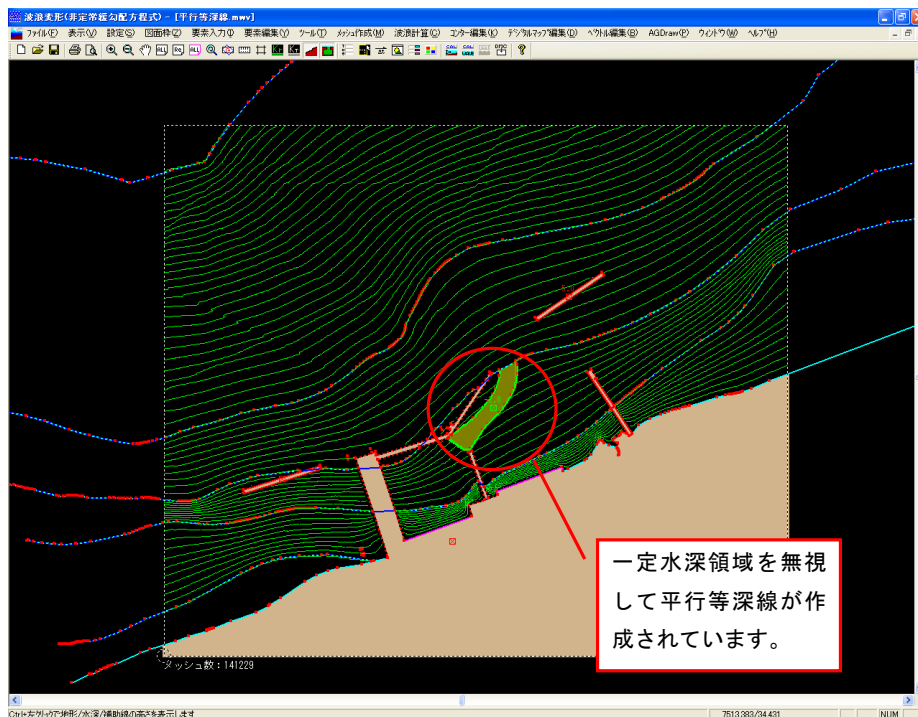 波浪変形(非定常緩勾配方程式) - [平行等深線.mwv]
ファイル(F) 表示(V) 設定(S) 図面枠(Z) 要素入力(I) 要素編集(Y) ツール(T) メッシュ作成(M) 波浪計算(C) コンター編集(K) デジタルマップ編集(D) ベクトル編集(B) AGDraw(P) ウィンドウ(W) ヘルプ(H)
一定水深領域を無視
して平行等深線が作
成されています。
メッシュ数：141229
Ctrl+左クリックで地形/水深/補助線の高さを表示します
7513.383/34.431
NUM